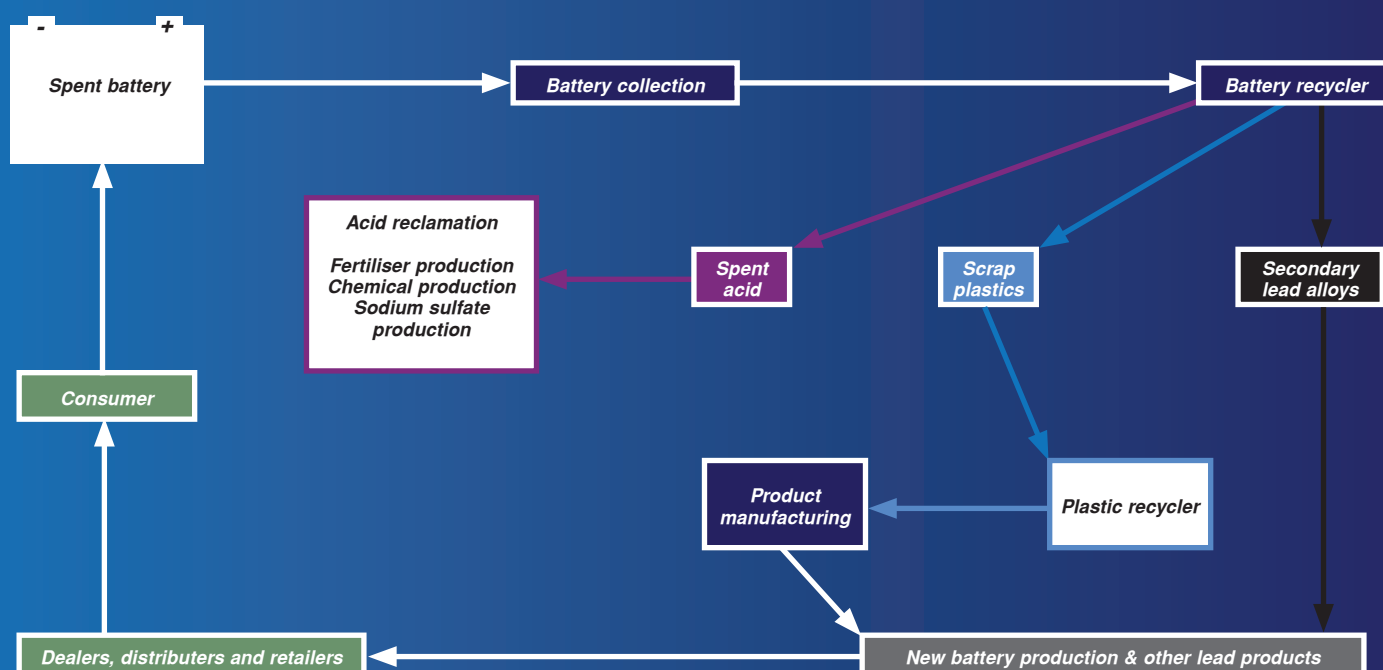 - +
Spent battery
Battery collection
Battery recycler
Acid reclamation
Fertiliser production
Chemical production
Sodium sulfate
production
Spent
acid
Scrap
plastics
Secondary
lead alloys
Consumer
Product
manufacturing
Plastic recycler
Dealers, distributers and retailers
New battery production & other lead products